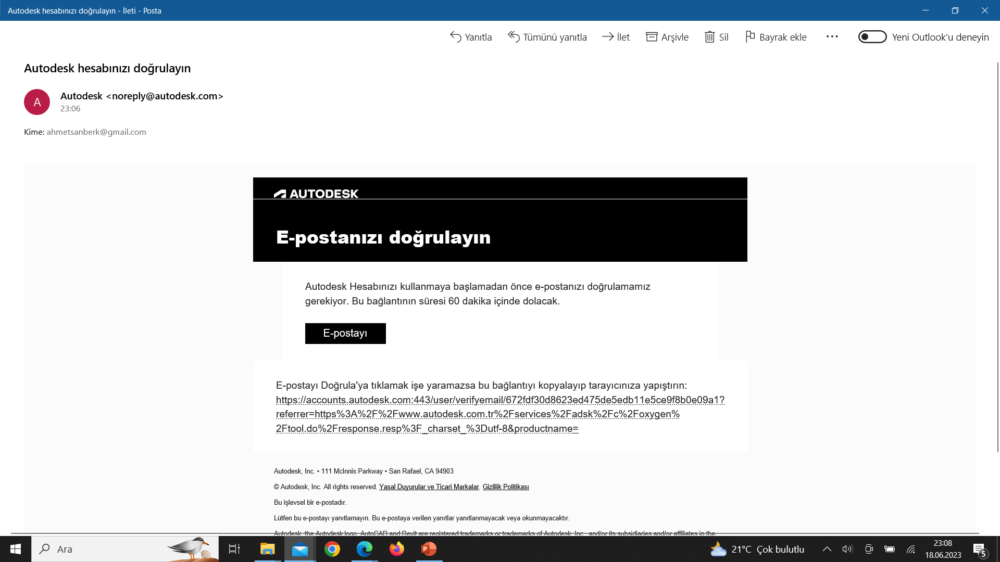 Autodesk hesabınızı doğrulayın - İleti - Posta
Yanıtla Tümünü yanıtla İlet Arşivle Sil Bayrak ekle Yeni Outlook'u deneyin
Autodesk hesabınızı doğrulayın
A
Autodesk <noreply@autodesk.com>
23:06
Kime: ahmetsanberk@gmail.com
AUTODESK
E-postanızı doğrulayın
Autodesk Hesabınızı kullanmaya başlamadan önce e-postanızı doğrulamamız
gerekiyor. Bu bağlantının süresi 60 dakika içinde dolacak.
E-postayı
E-postayı Doğrula'ya tıklamak işe yaramazsa bu bağlantıyı kopyalayıp tarayıcınıza yapıştırın:
https://accounts.autodesk.com:443/user/verifyemail/672fdf30d8623ed475de5edb11e5ce9f8b0e09a1?
referrer=https%3A%2F%2Fwww.autodesk.com.tr%2Fservices%2Fadsk%2Fc%2Foxygen%
2Ftool.do%2Fresponse.resp%3F_charset_%3Dutf-8&productname=
Autodesk, Inc. • 111 McInnis Parkway • San Rafael, CA 94903
© Autodesk, Inc. All rights reserved. Yasal Duyurular ve Ticari Markalar. Gizlilik Politikası
Bu işlevsel bir e-postadır.
Lütfen bu e-postayı yanıtlamayın. Bu e-postaya verilen yanıtlar yanıtlanmayacak veya okunmayacaktır.
Autodesk, the Autodesk logo, AutoCAD and Revit are registered trademarks or trademarks of Autodesk, Inc., and/or its subsidiaries and/or affiliates in the
Ara
P
21°C Çok bulutlu
23:08
18.06.2023
5